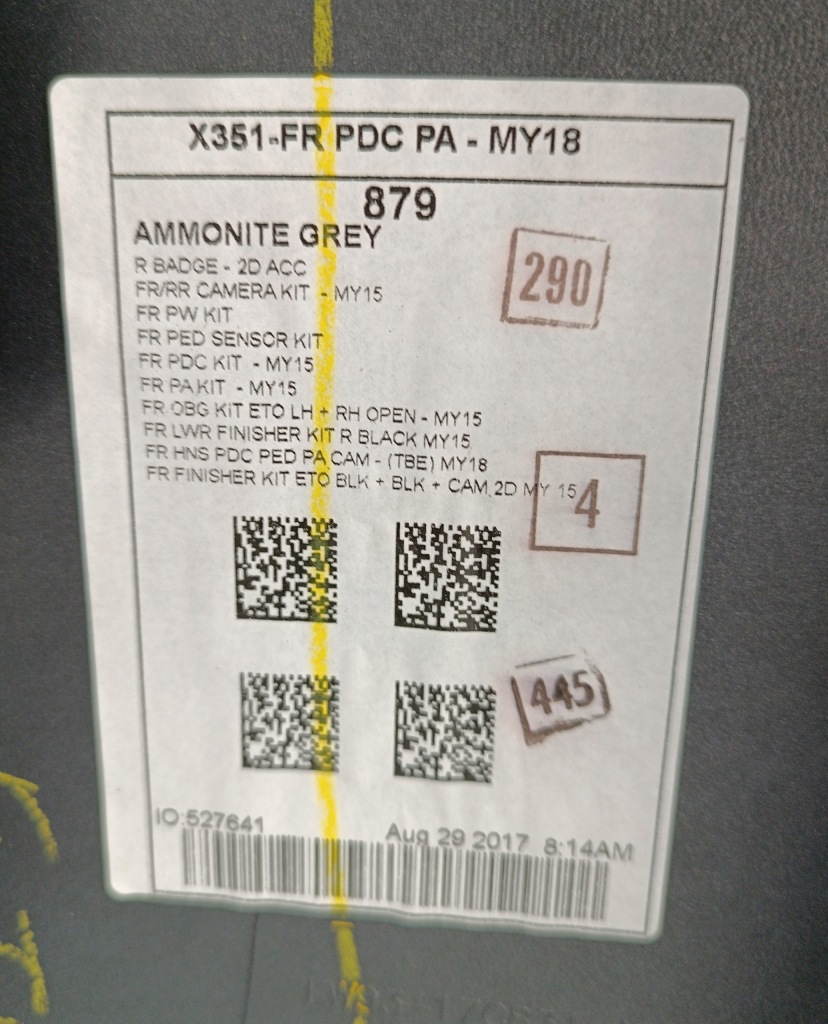 X351-FR PDC PA - MY18
879
AMMONITE GREY
R BADGE - 2D ACC
290
FR/RR CAMERA KIT - MY15
FR PW KIT
FR PED SENSOR KIT
FR PDC KIT - MY15
FR PA KIT - MY15
FR OBG KIT ETO LH + RH OPEN - MY15
FR LWR FINISHER KIT R BLACK MY15
FR HNS PDC PED PA CAM - (TBE) MY18
FR FINISHER KIT ETO BLK + BLK + CAM 2D MY 15
4
445
IO:527641
Aug 29 2017 8:14AM